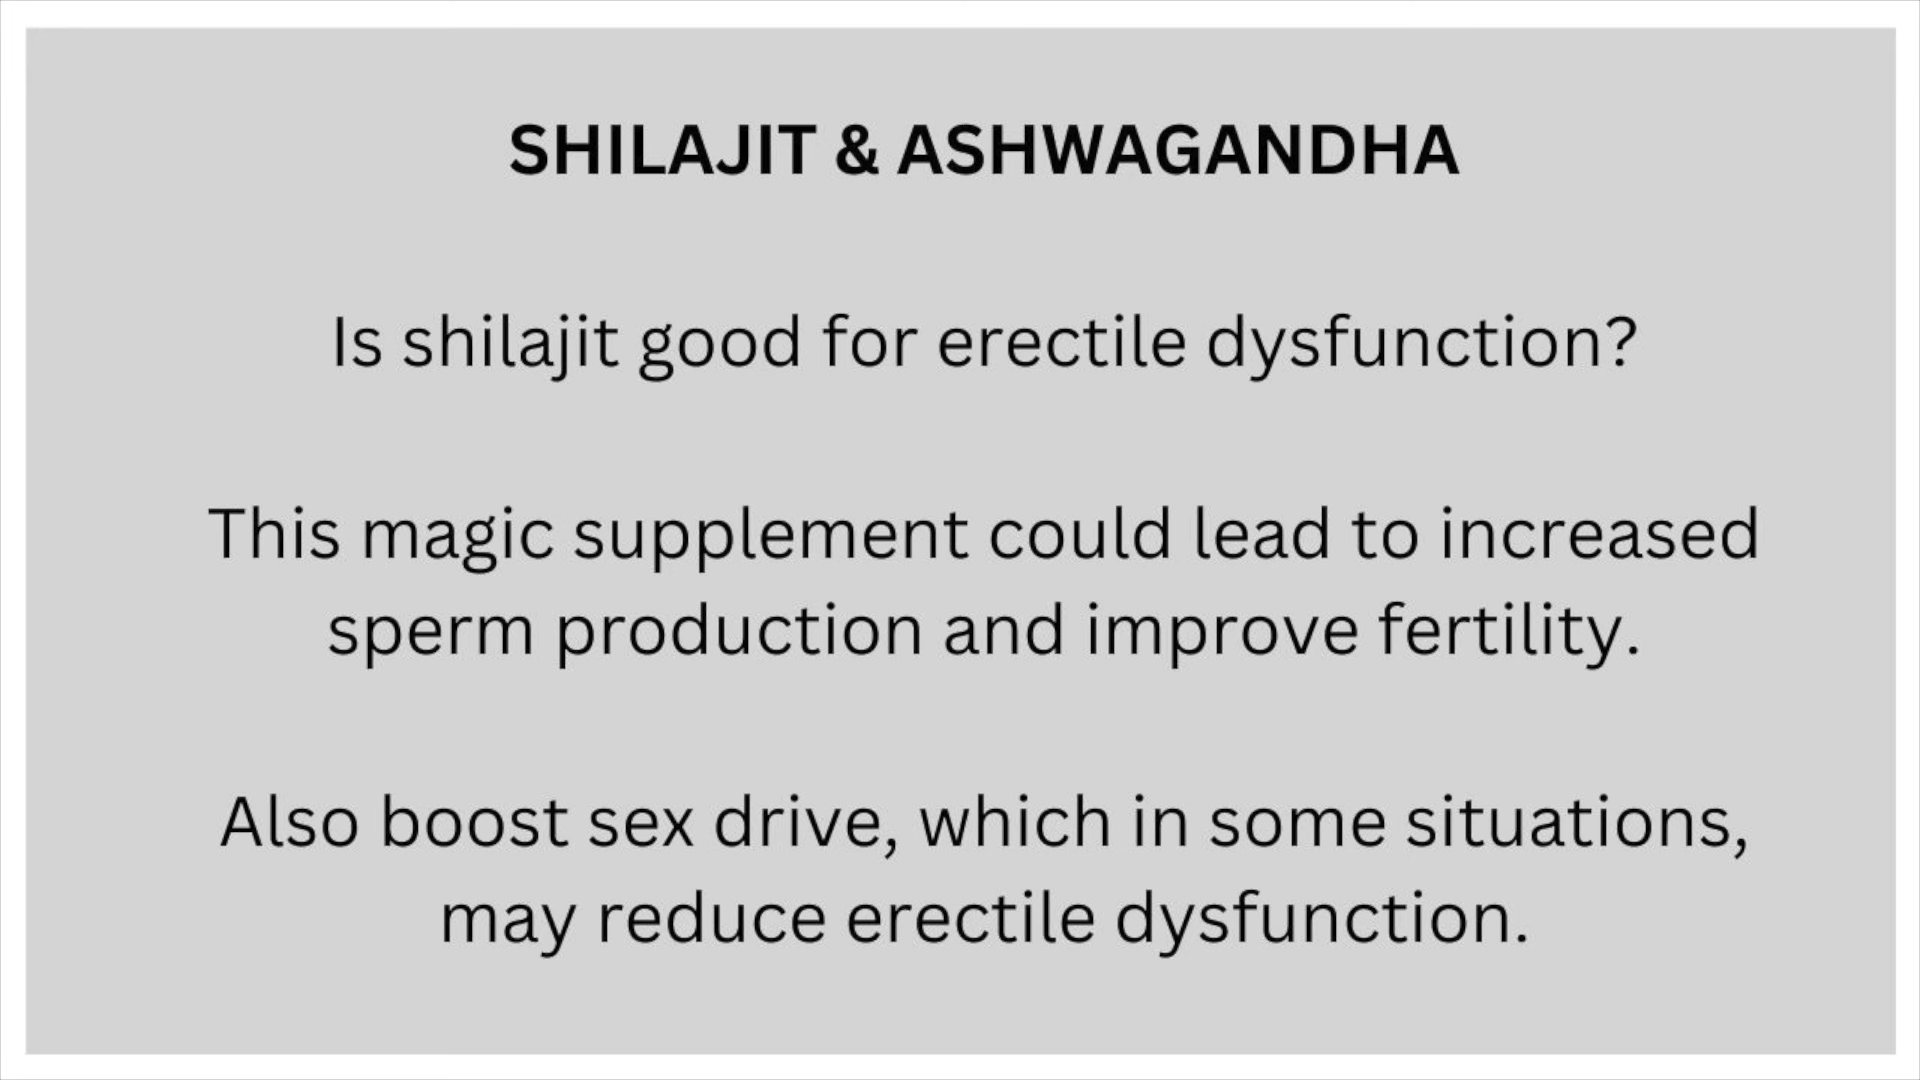 SHILAJIT & ASHWAGANDHA
Is shilajit good for erectile dysfunction?
This magic supplement could lead to increased
sperm production and improve fertility.
Also boost sex drive, which in some situations,
may reduce erectile dysfunction.